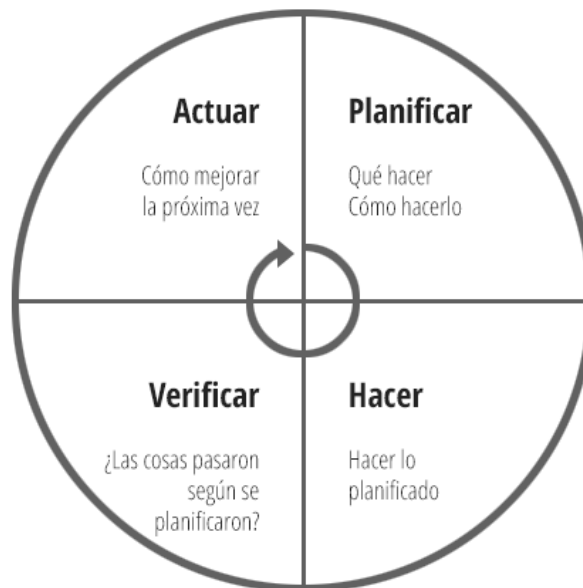 Actuar
Cómo mejorar
la próxima vez
Planificar
Qué hacer
Cómo hacerlo
Verificar
¿Las cosas pasaron
según se
planificaron?
Hacer
Hacer lo
planificado